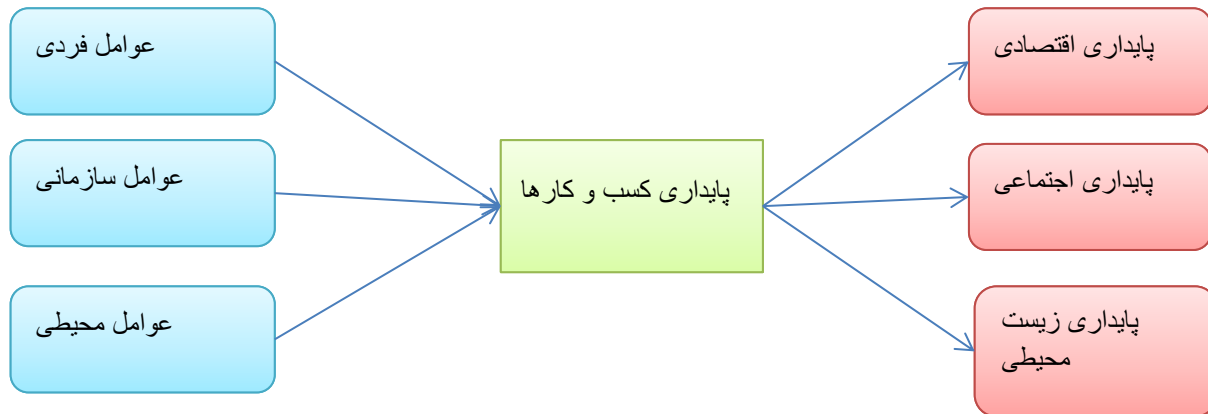 عوامل فردی
عوامل سازمانی
عوامل محیطی
پایداری کسب و کارها
پایداری اقتصادی
پایداری اجتماعی
پایداری زیست
محیطی